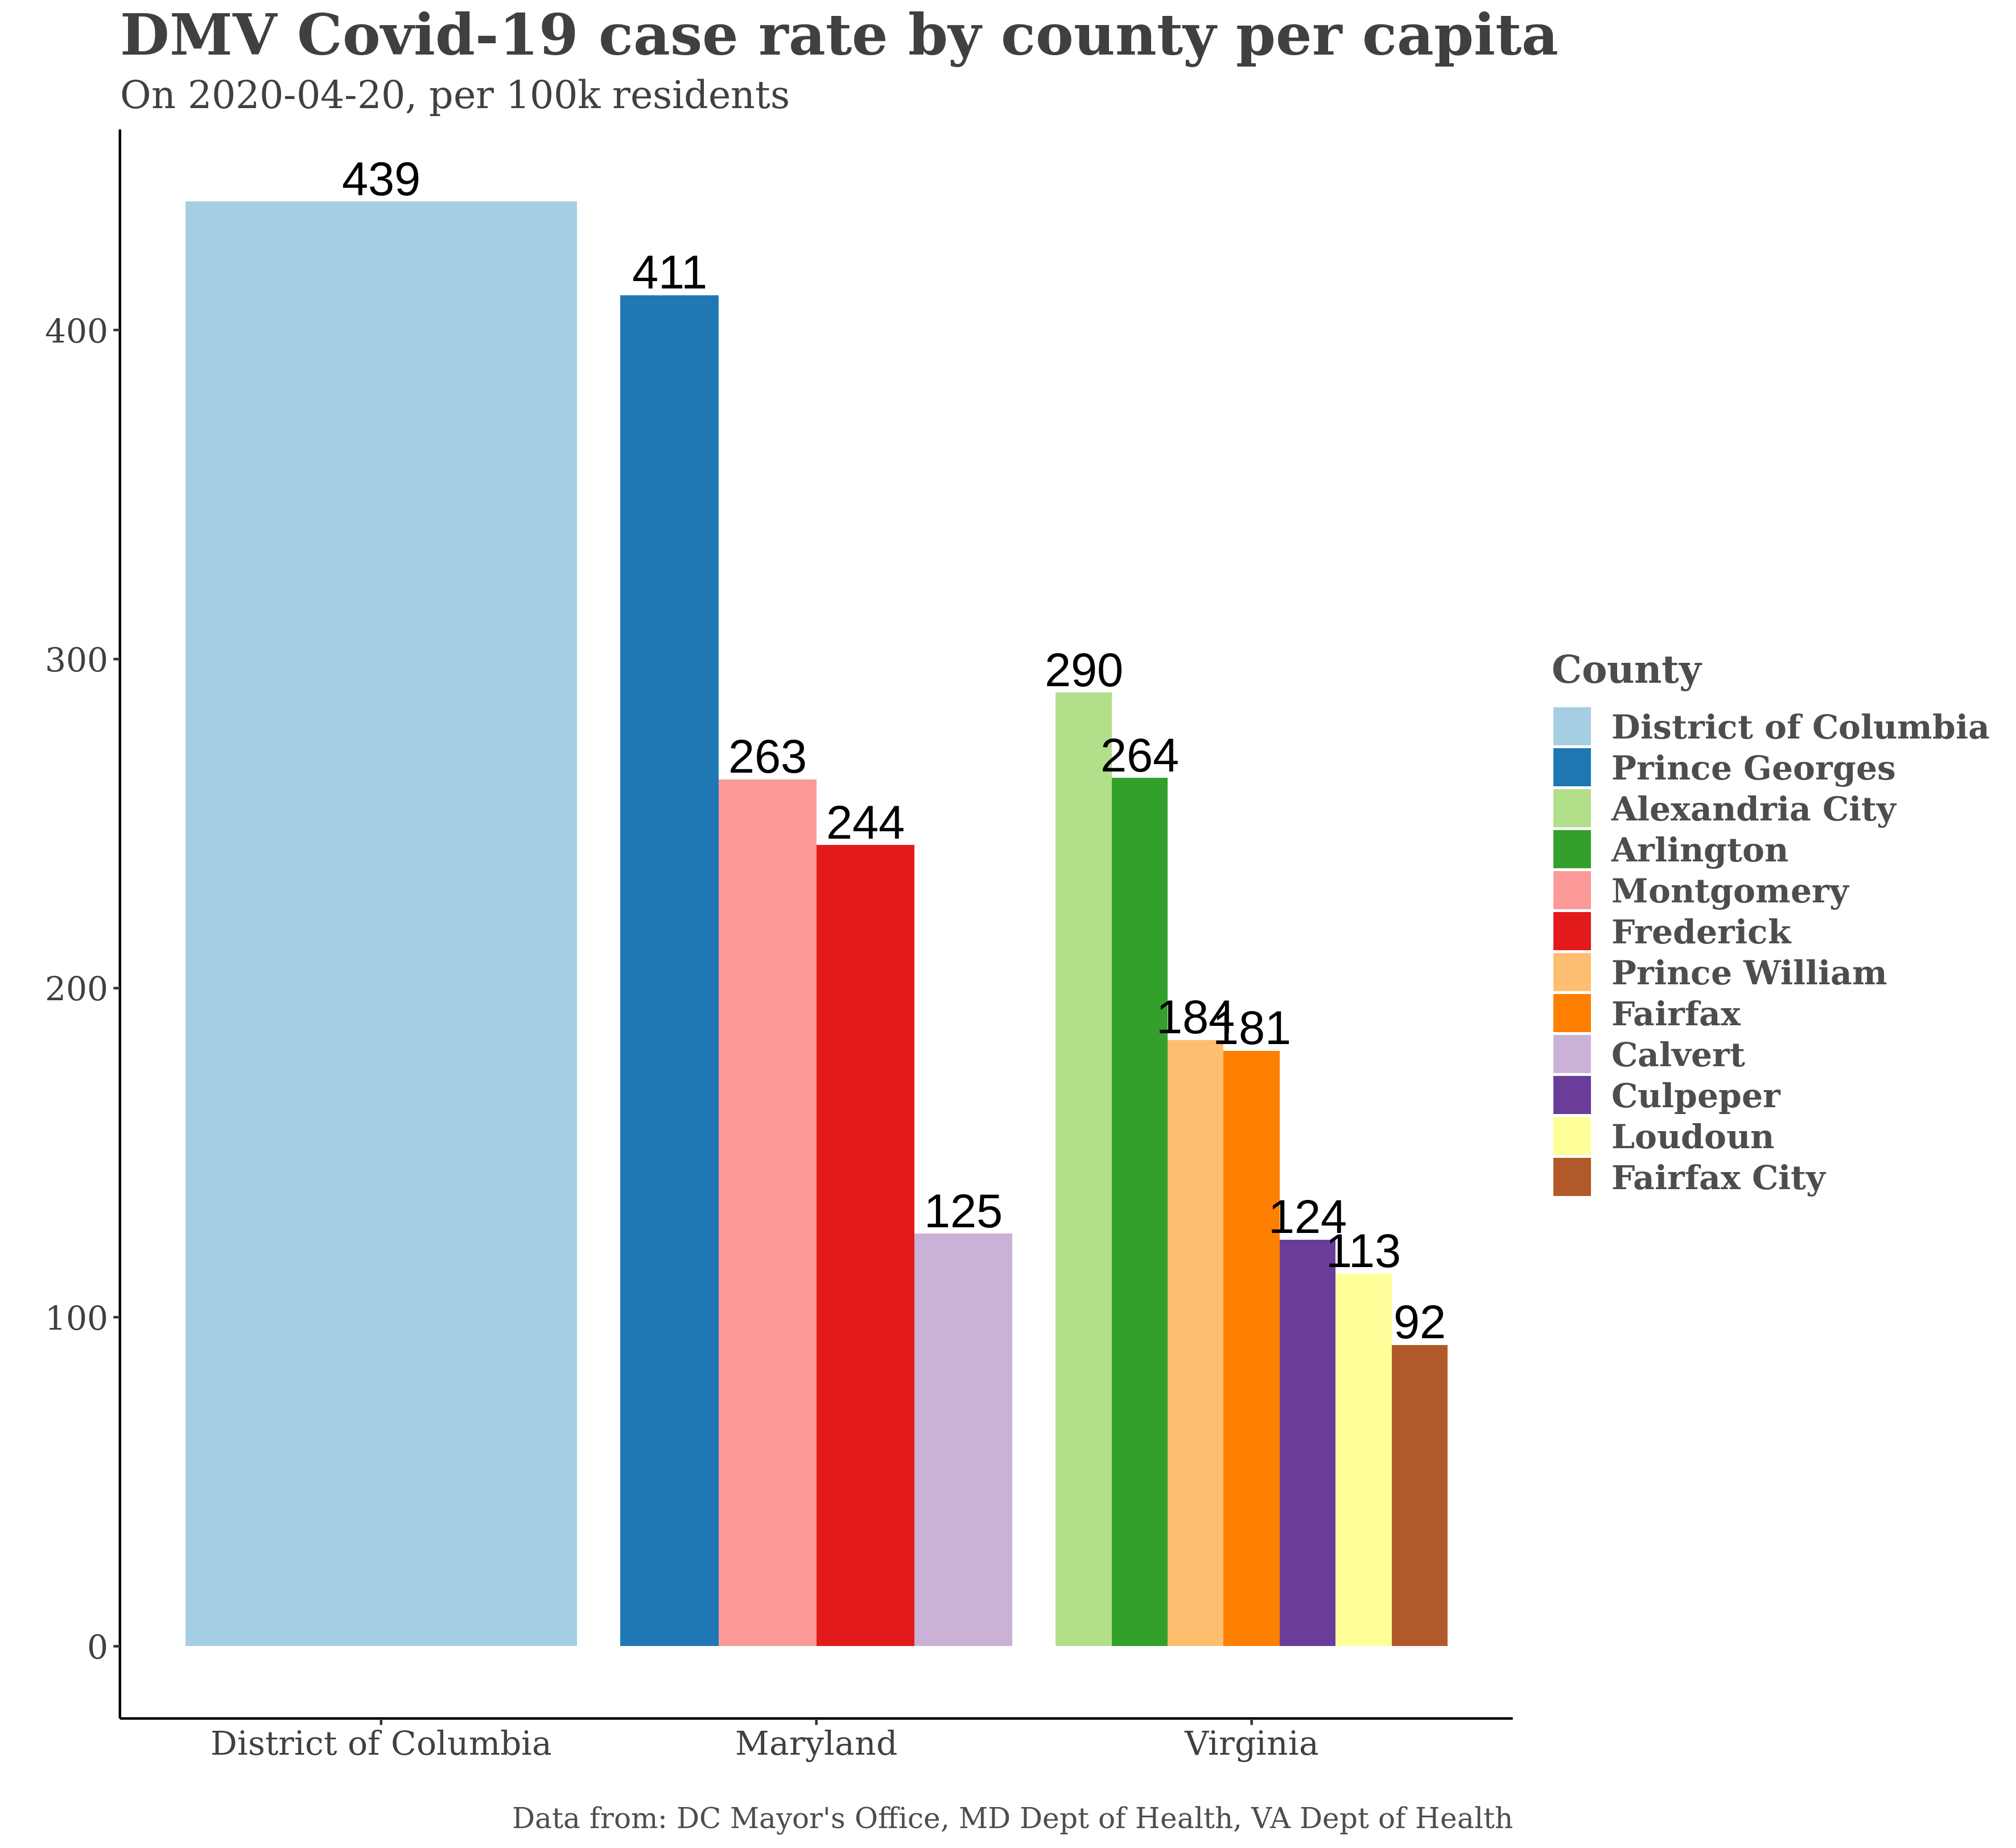 DMV Covid-19 case rate by county per capita
On 2020-04-20, per 100k residents
439
411
263
244
125
290
264
184
181
124
113
92
400
300
200
100
0
District of Columbia
Maryland
Virginia
County
District of Columbia
Prince Georges
Alexandria City
Arlington
Montgomery
Frederick
Prince William
Fairfax
Calvert
Culpeper
Loudoun
Fairfax City
Data from: DC Mayor's Office, MD Dept of Health, VA Dept of Health